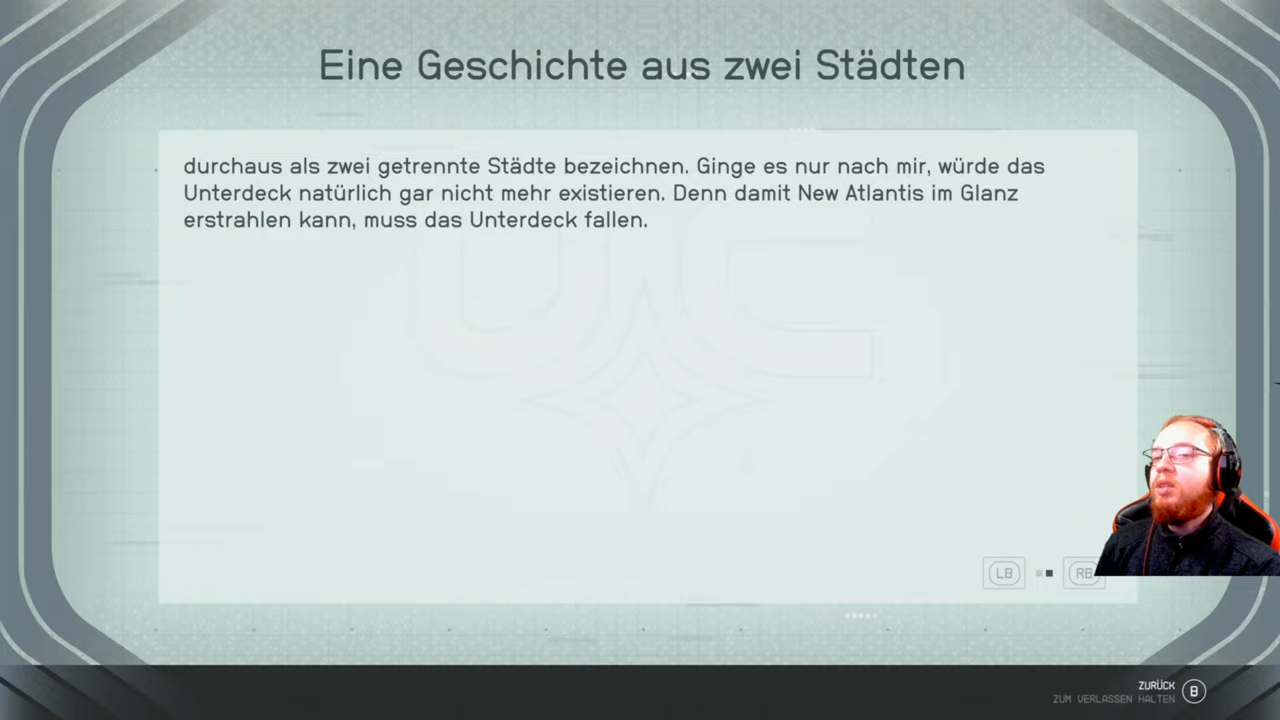 Eine Geschichte aus zwei Städten
durchaus als zwei getrennte Städte bezeichnen. Ginge es nur nach mir, würde das
Unterdeck natürlich gar nicht mehr existieren. Denn damit New Atlantis im Glanz
erstrahlen kann, muss das Unterdeck fallen.
LB RB
ZURÜCK B
ZUM VERLASSEN HALTEN